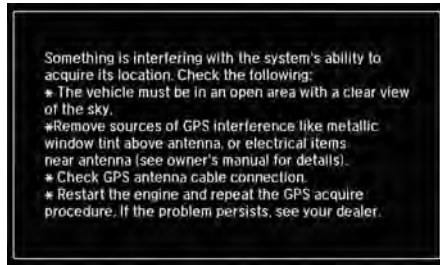 Something is interfering with the system's ability to
acquire its location. Check the following:
* The vehicle must be in an open area with a clear view
of the sky.
*Remove sources of GPS interference like metallic
window tint above antenna, or electrical items
near antenna (see owner's manual for details).
* Check GPS antenna cable connection.
* Restart the engine and repeat the GPS acquire
procedure. If the problem persists, see your dealer.